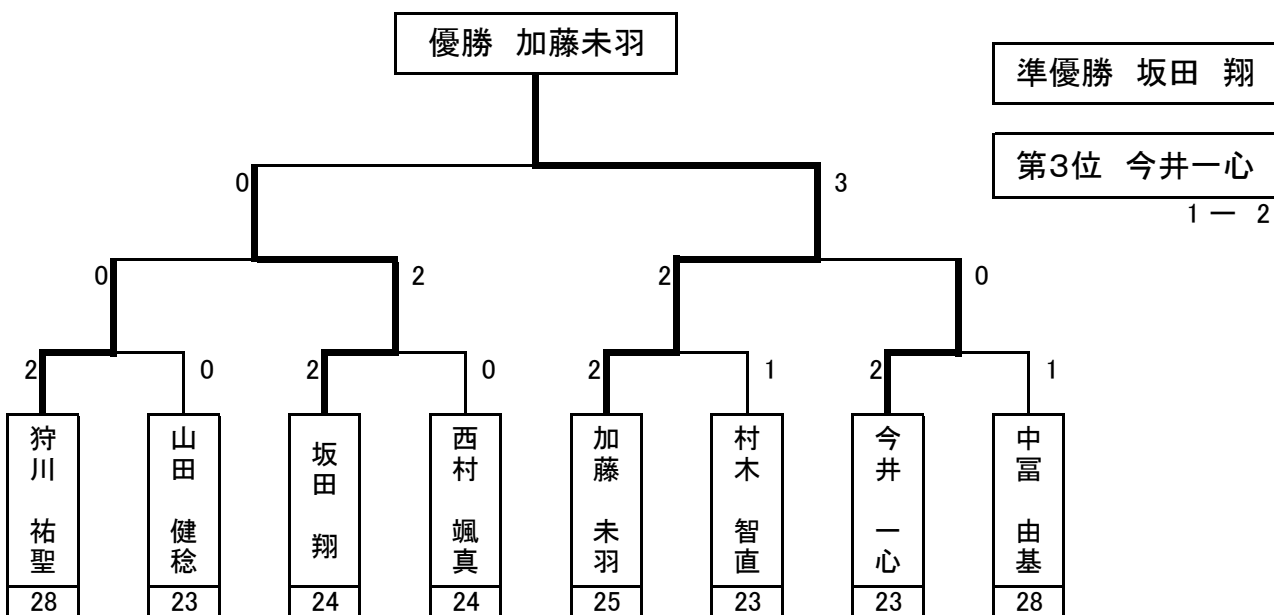 優勝 加藤未羽
準優勝 坂田 翔
第3位 今井一心
1 ー 2
0 3
0 2 2 0
2 0 2 0 2 1 2 1
狩川 祐聖
山田 健稔
坂田 翔
西村 颯真
加藤 未羽
村木 智直
今井 一心
中冨 由基
28 23 24 24 25 23 23 28